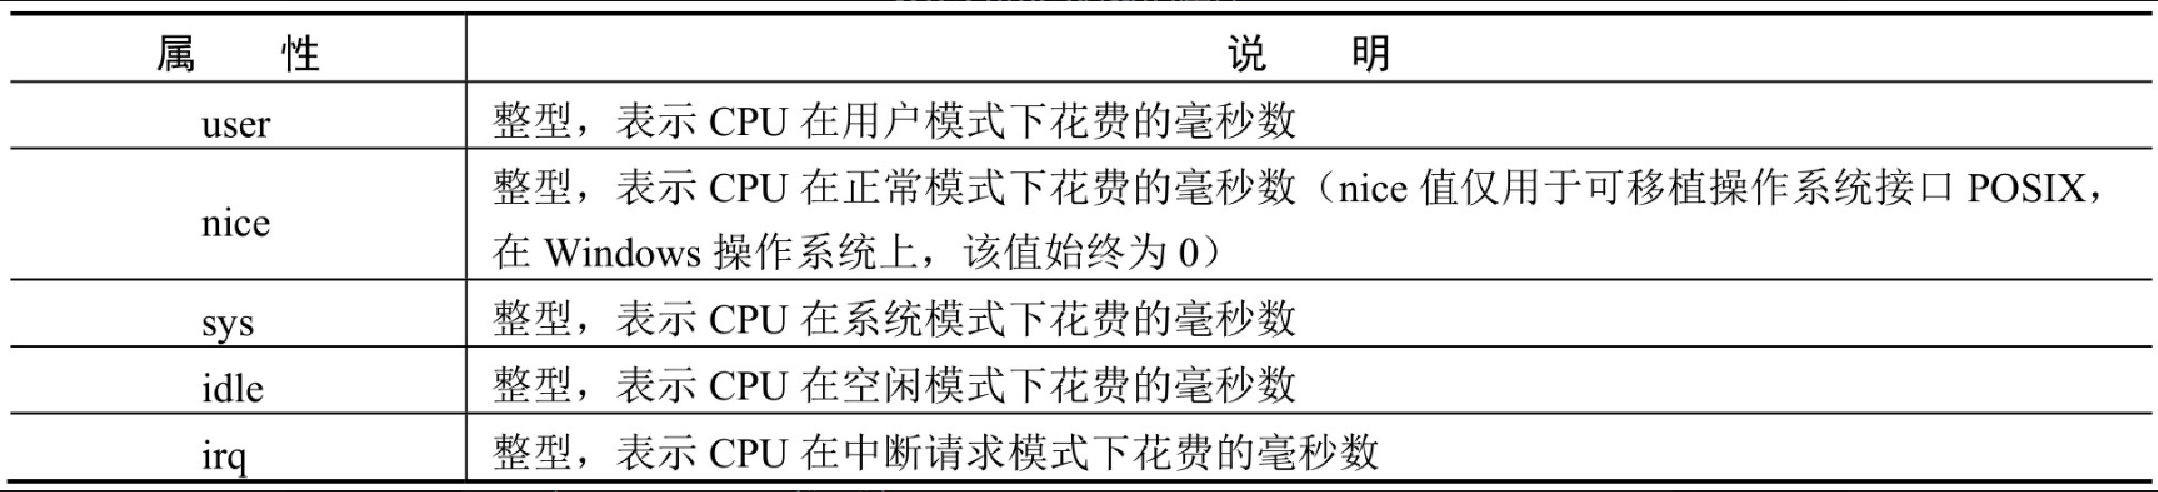 属 性 说 明
user 整型，表示 CPU 在用户模式下花费的毫秒数
nice 整型，表示 CPU 在正常模式下花费的毫秒数（nice 值仅用于可移植操作系统接口 POSIX，
在 Windows 操作系统上，该值始终为 0）
sys 整型，表示 CPU 在系统模式下花费的毫秒数
idle 整型，表示 CPU 在空闲模式下花费的毫秒数
irq 整型，表示 CPU 在中断请求模式下花费的毫秒数